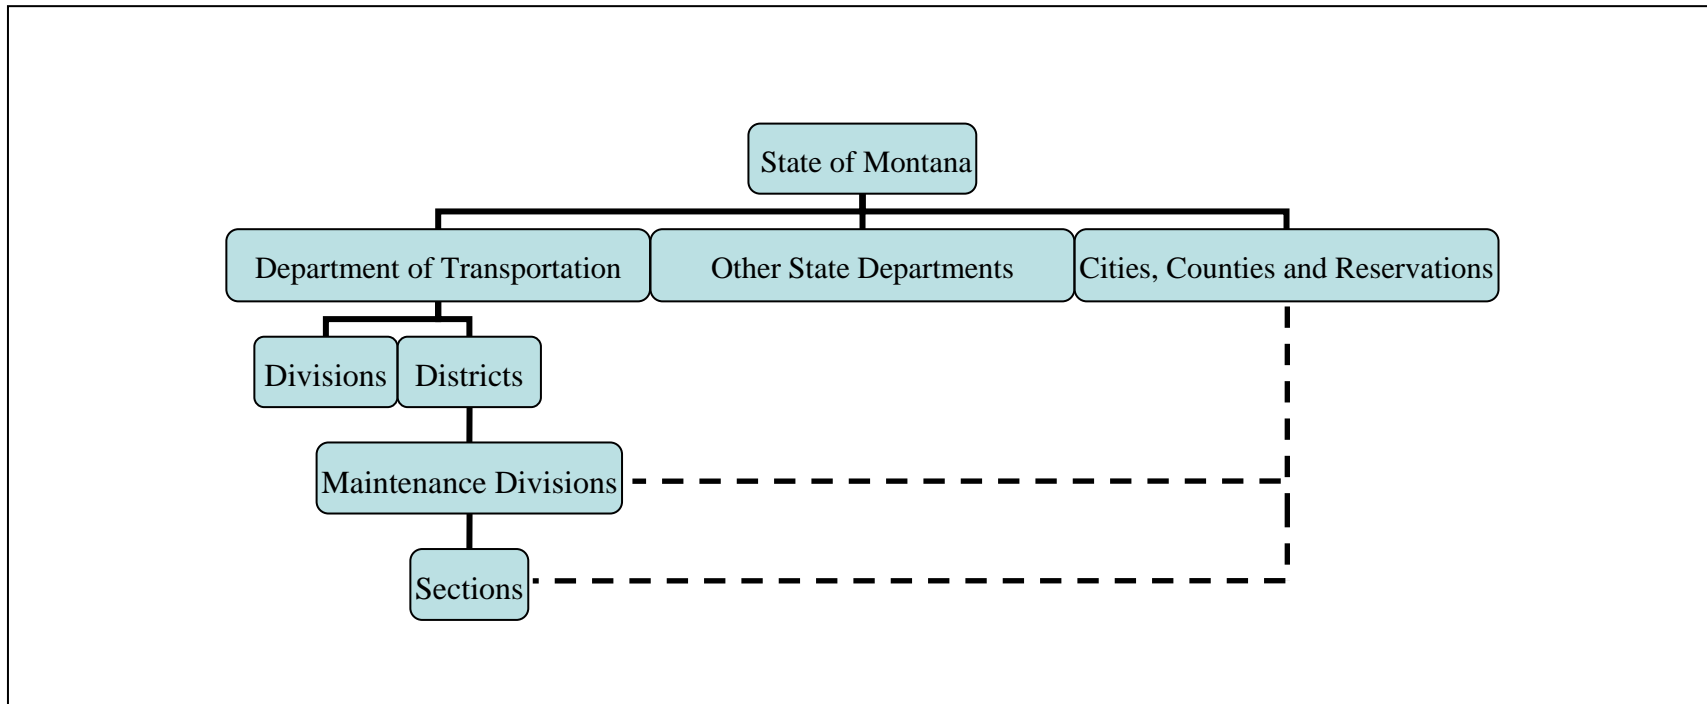 State of Montana
Department of Transportation
Other State Departments
Cities, Counties and Reservations
Divisions
Districts
Maintenance Divisions
Sections